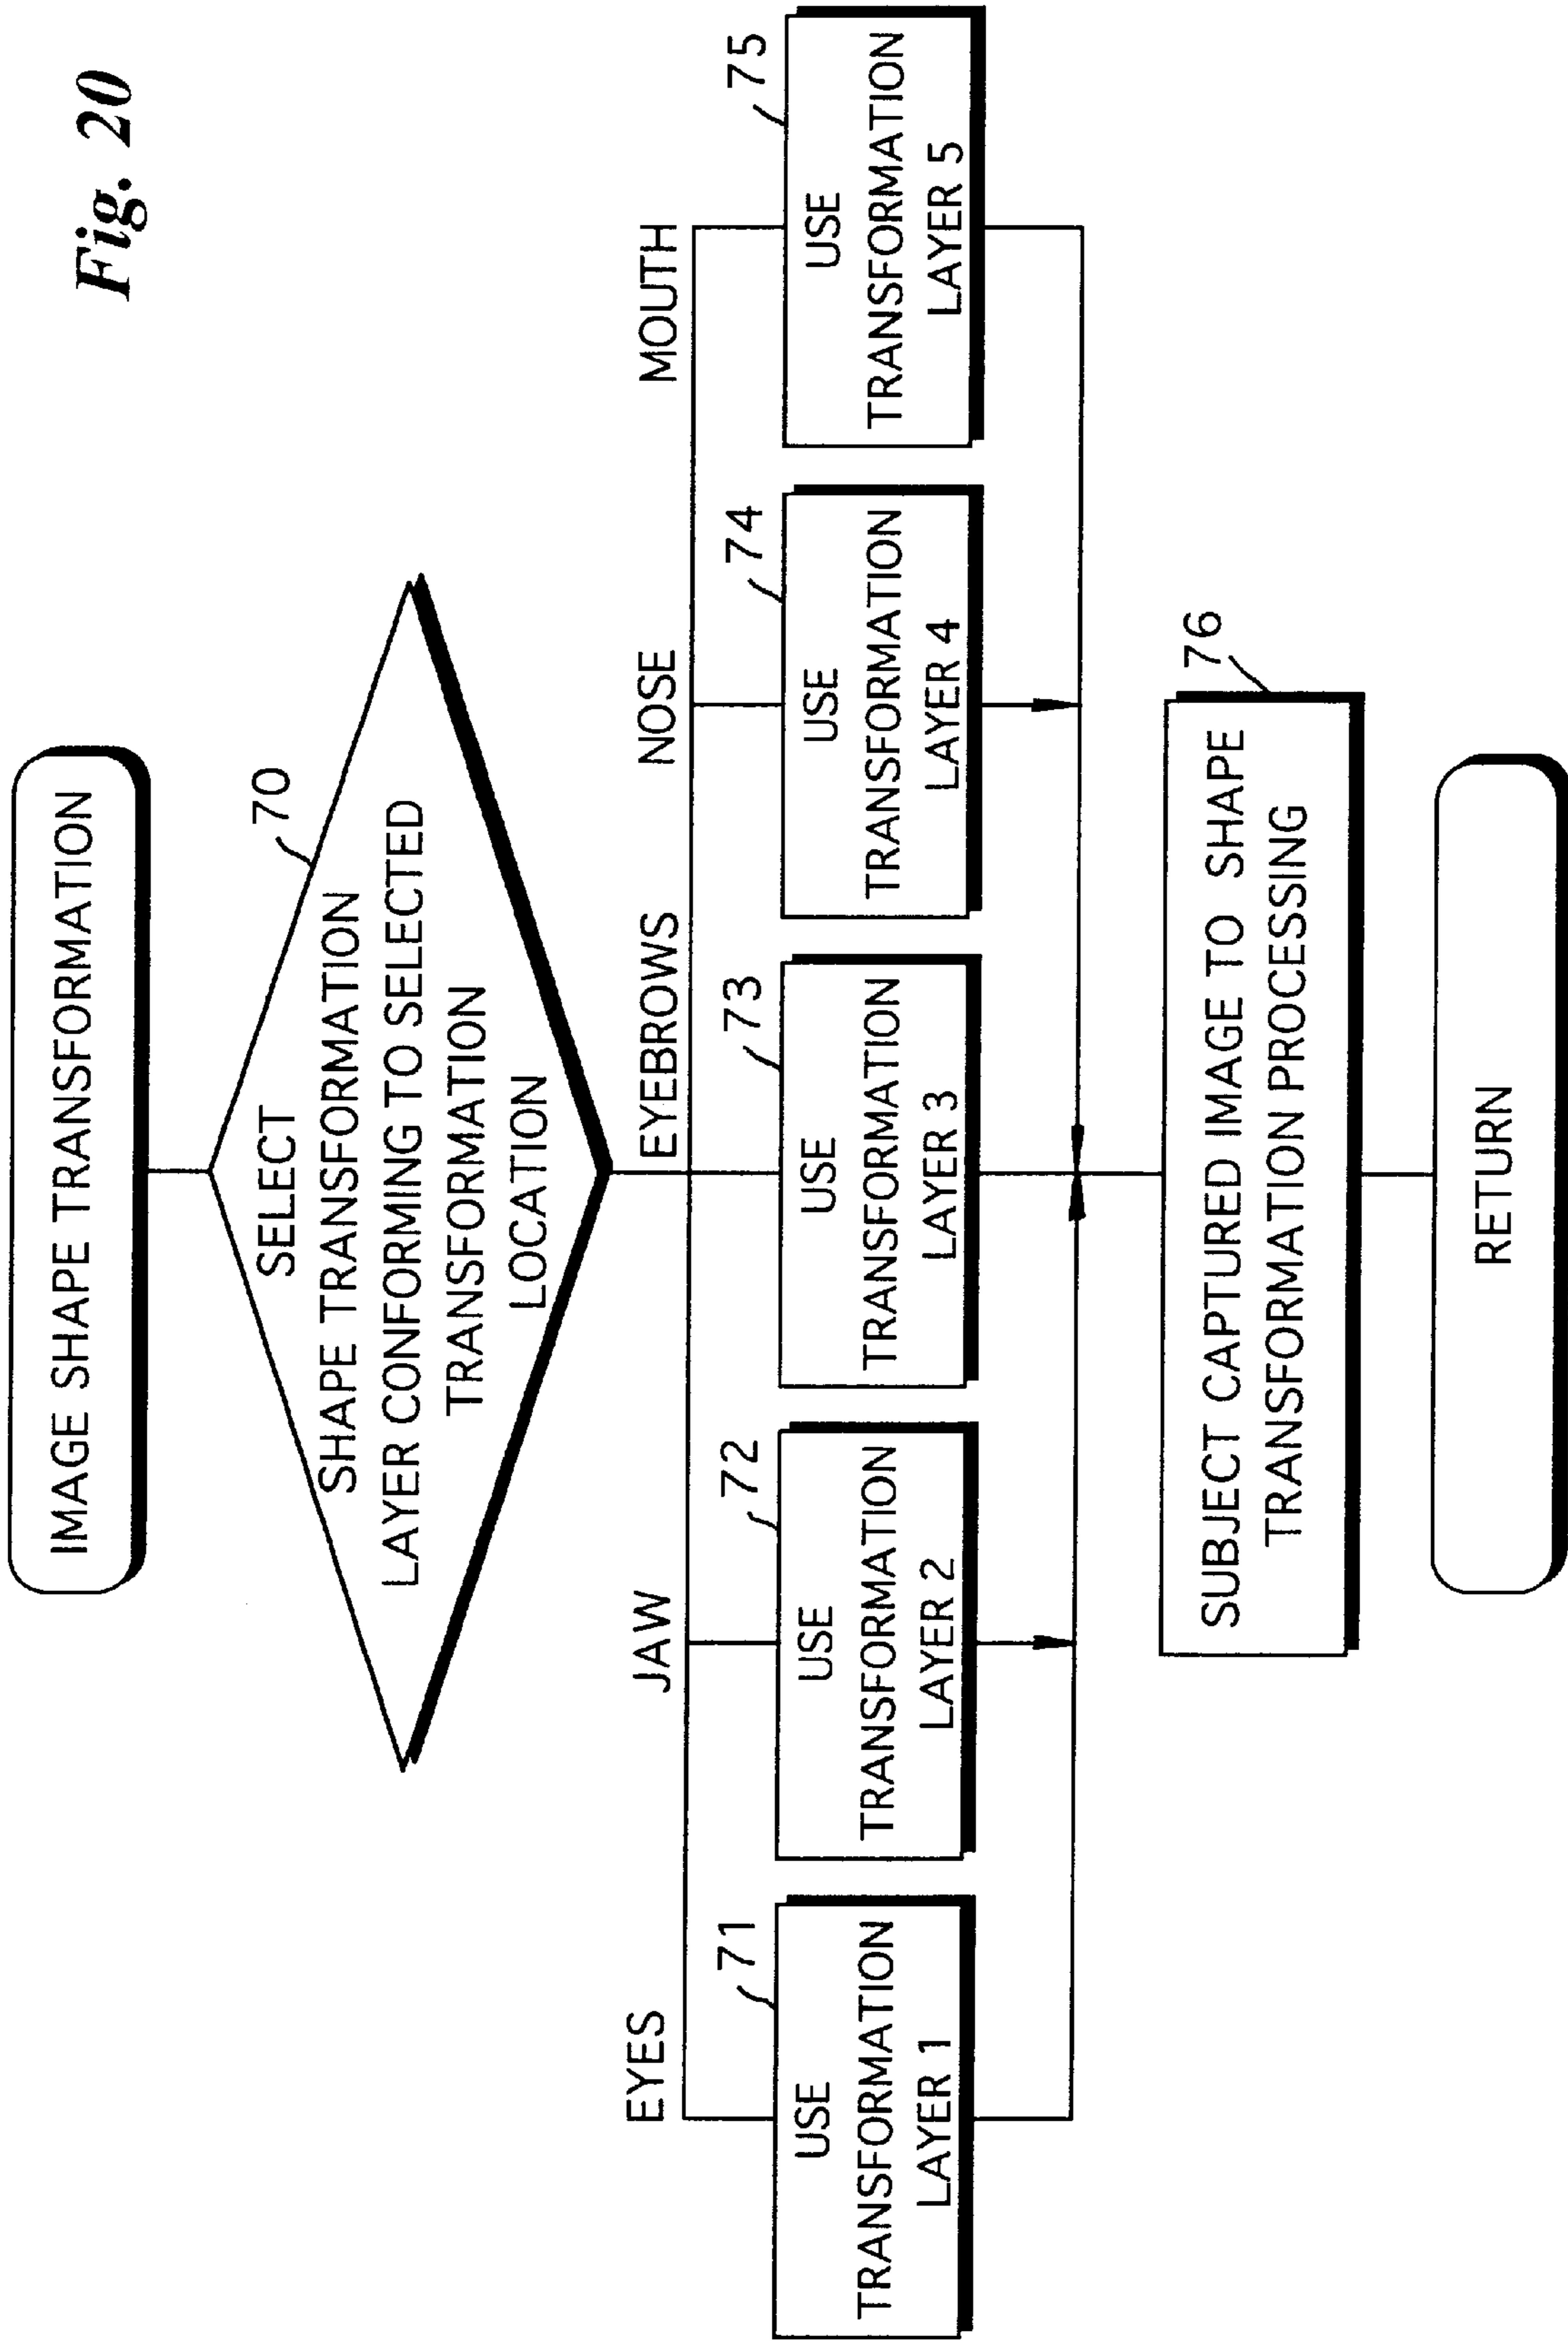 Fig. 20
IMAGE SHAPE TRANSFORMATION
70
SELECT
SHAPE TRANSFORMATION
LAYER CONFORMING TO SELECTED
TRANSFORMATION
LOCATION
EYES
JAW
EYEBROWS
NOSE
MOUTH
71
USE
TRANSFORMATION
LAYER 1
72
USE
TRANSFORMATION
LAYER 2
73
USE
TRANSFORMATION
LAYER 3
74
USE
TRANSFORMATION
LAYER 4
75
USE
TRANSFORMATION
LAYER 5
76
SUBJECT CAPTURED IMAGE TO SHAPE
TRANSFORMATION PROCESSING
RETURN